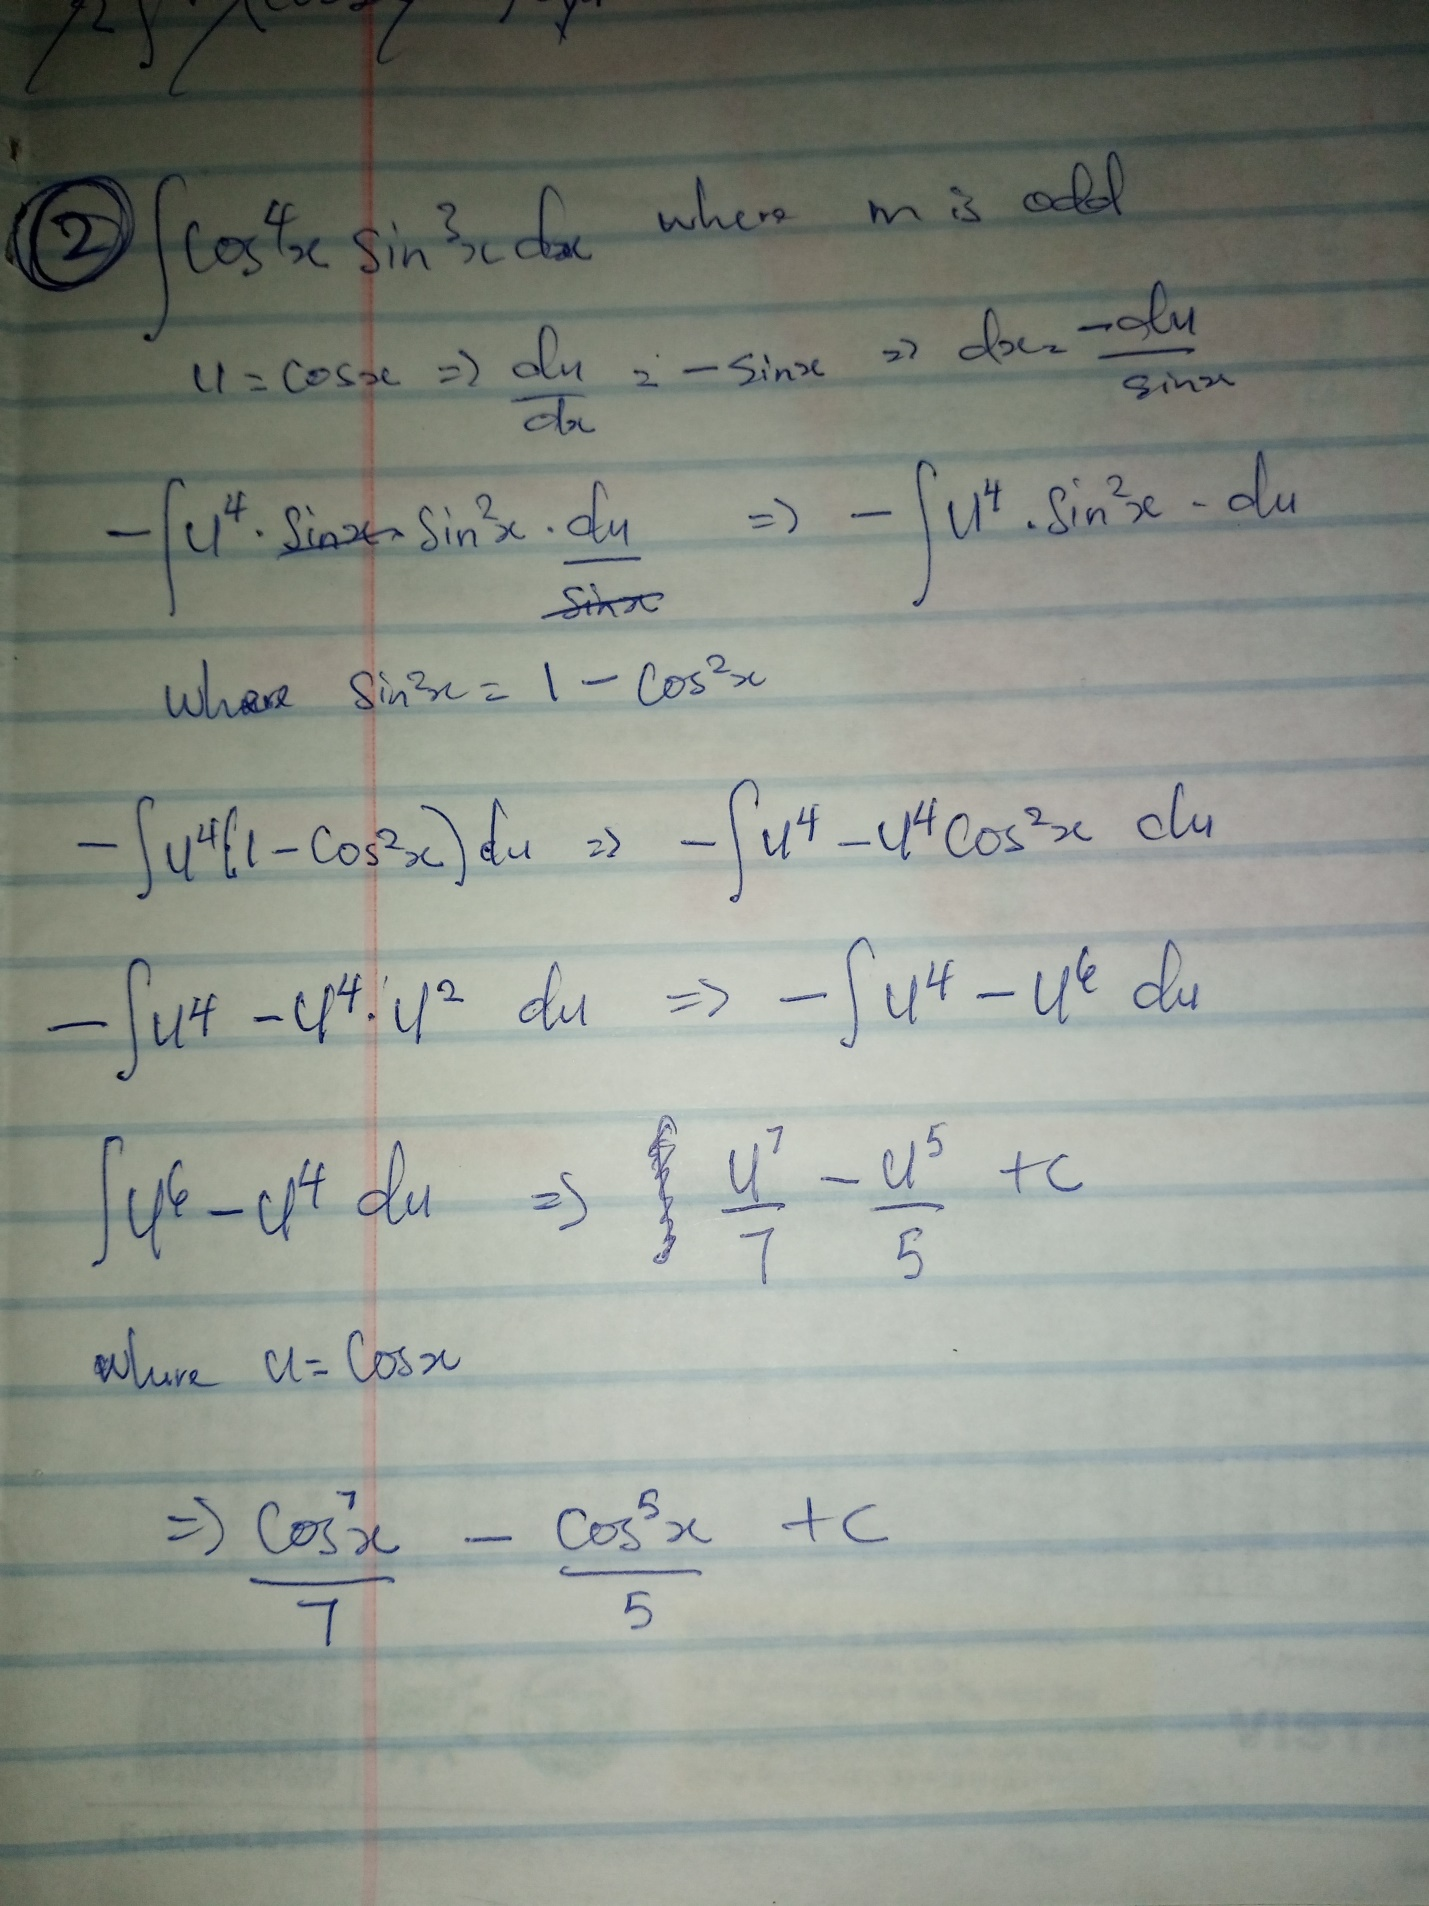 ② ∫cos⁴x sin³x dx where m is odd
u = cosx => du/dx = -sinx => dx = -du/sinx
-∫u⁴. sinx. sin²x . du/sinx => -∫u⁴ . sin²x - du
where sin²x = 1 - cos²x
-∫u⁴(1 - cos²x) du => -∫u⁴ - u⁴cos²x du
-∫u⁴ - u⁴. u² du => -∫u⁴ - u⁶ du
∫u⁶ - u⁴ du => u⁷/7 - u⁵/5 + c
where u = cosx
=> cos⁷x/7 - cos⁵x/5 + c